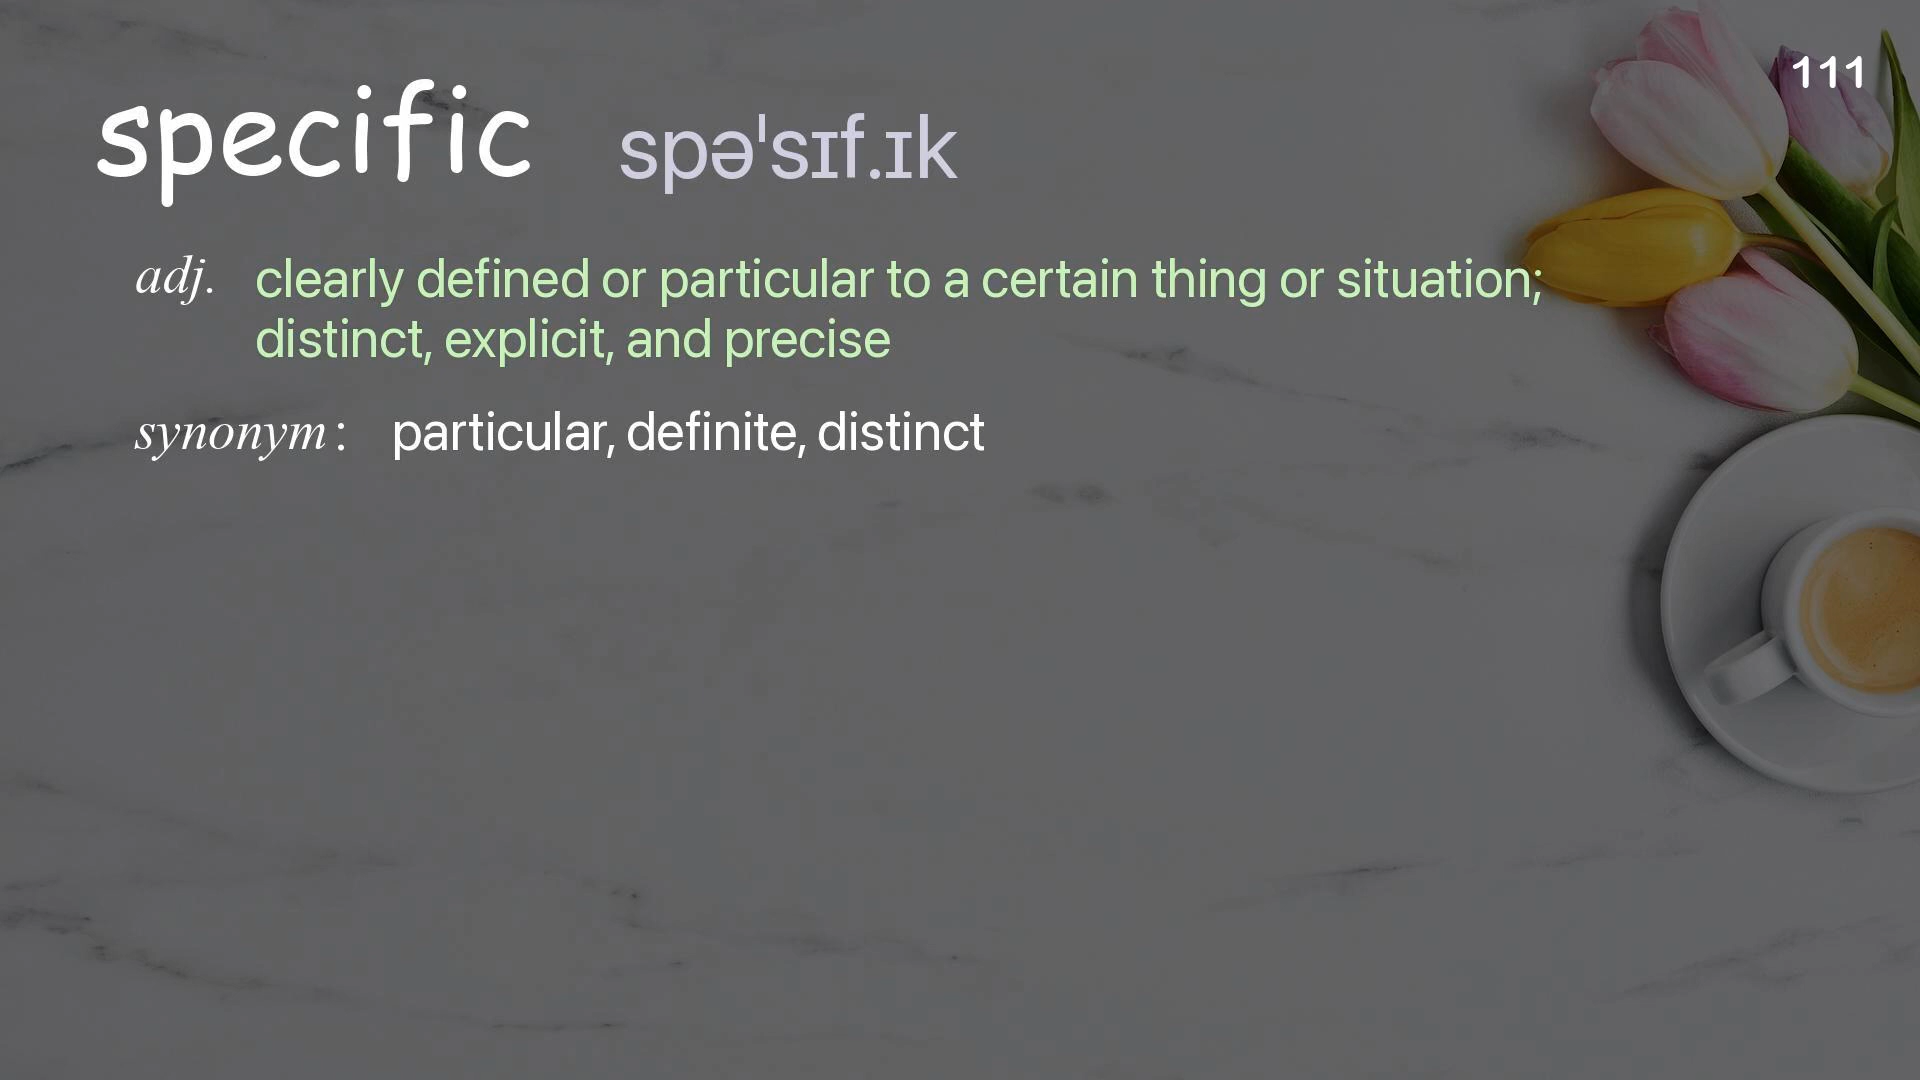 111
specific spəˈsɪf.ɪk
adj. clearly defined or particular to a certain thing or situation;
distinct, explicit, and precise
synonym: particular, definite, distinct